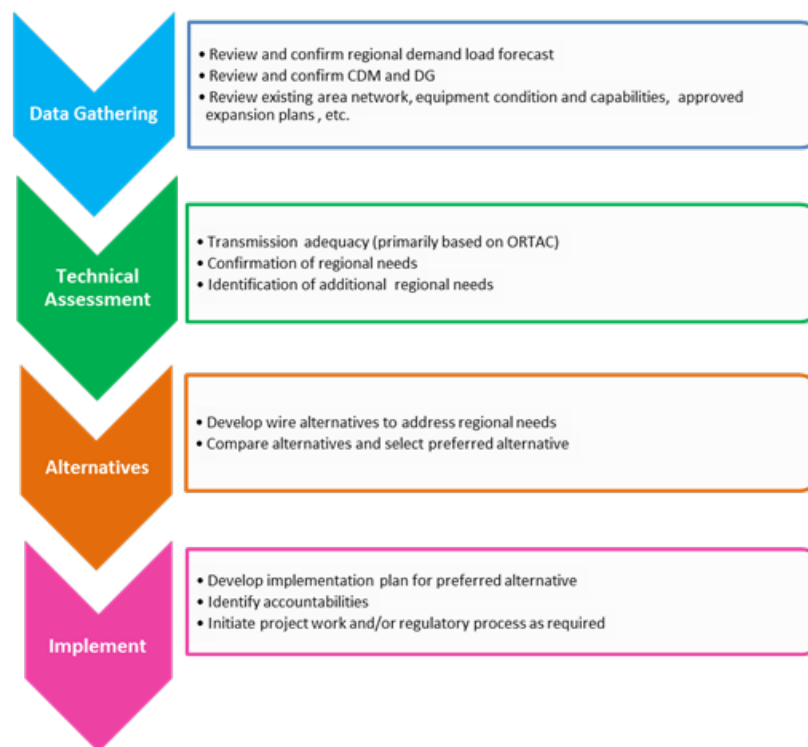 Data Gathering
• Review and confirm regional demand load forecast
• Review and confirm CDM and DG
• Review existing area network, equipment condition and capabilities, approved
expansion plans , etc.
Technical
Assessment
• Transmission adequacy (primarily based on ORTAC)
• Confirmation of regional needs
• Identification of additional regional needs
Alternatives
• Develop wire alternatives to address regional needs
• Compare alternatives and select preferred alternative
Implement
• Develop implementation plan for preferred alternative
• Identify accountabilities
• Initiate project work and/or regulatory process as required